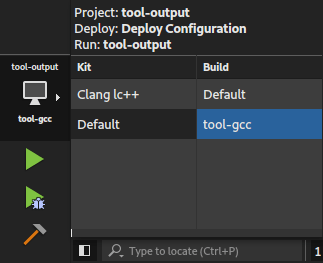 Project: tool-output
Deploy: Deploy Configuration
Run: tool-output
tool-output
tool-gcc
Kit Build
Clang lc++ Default
Default tool-gcc
Type to locate (Ctrl+P)
1